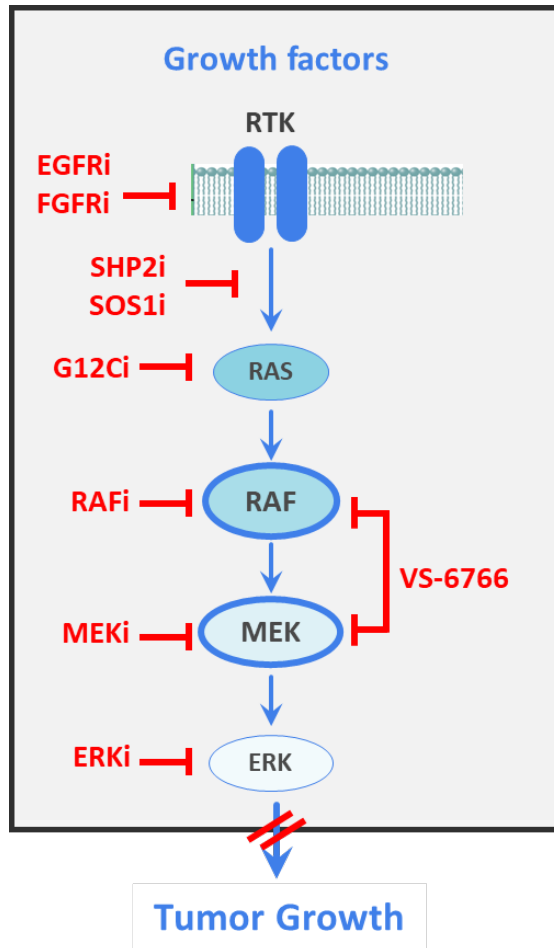 Growth factors
RTK
EGFRi
FGFRi
SHP2i
SOS1i
G12Ci
RAS
RAFi
RAF
VS-6766
MEKi
MEK
ERKi
ERK
Tumor Growth